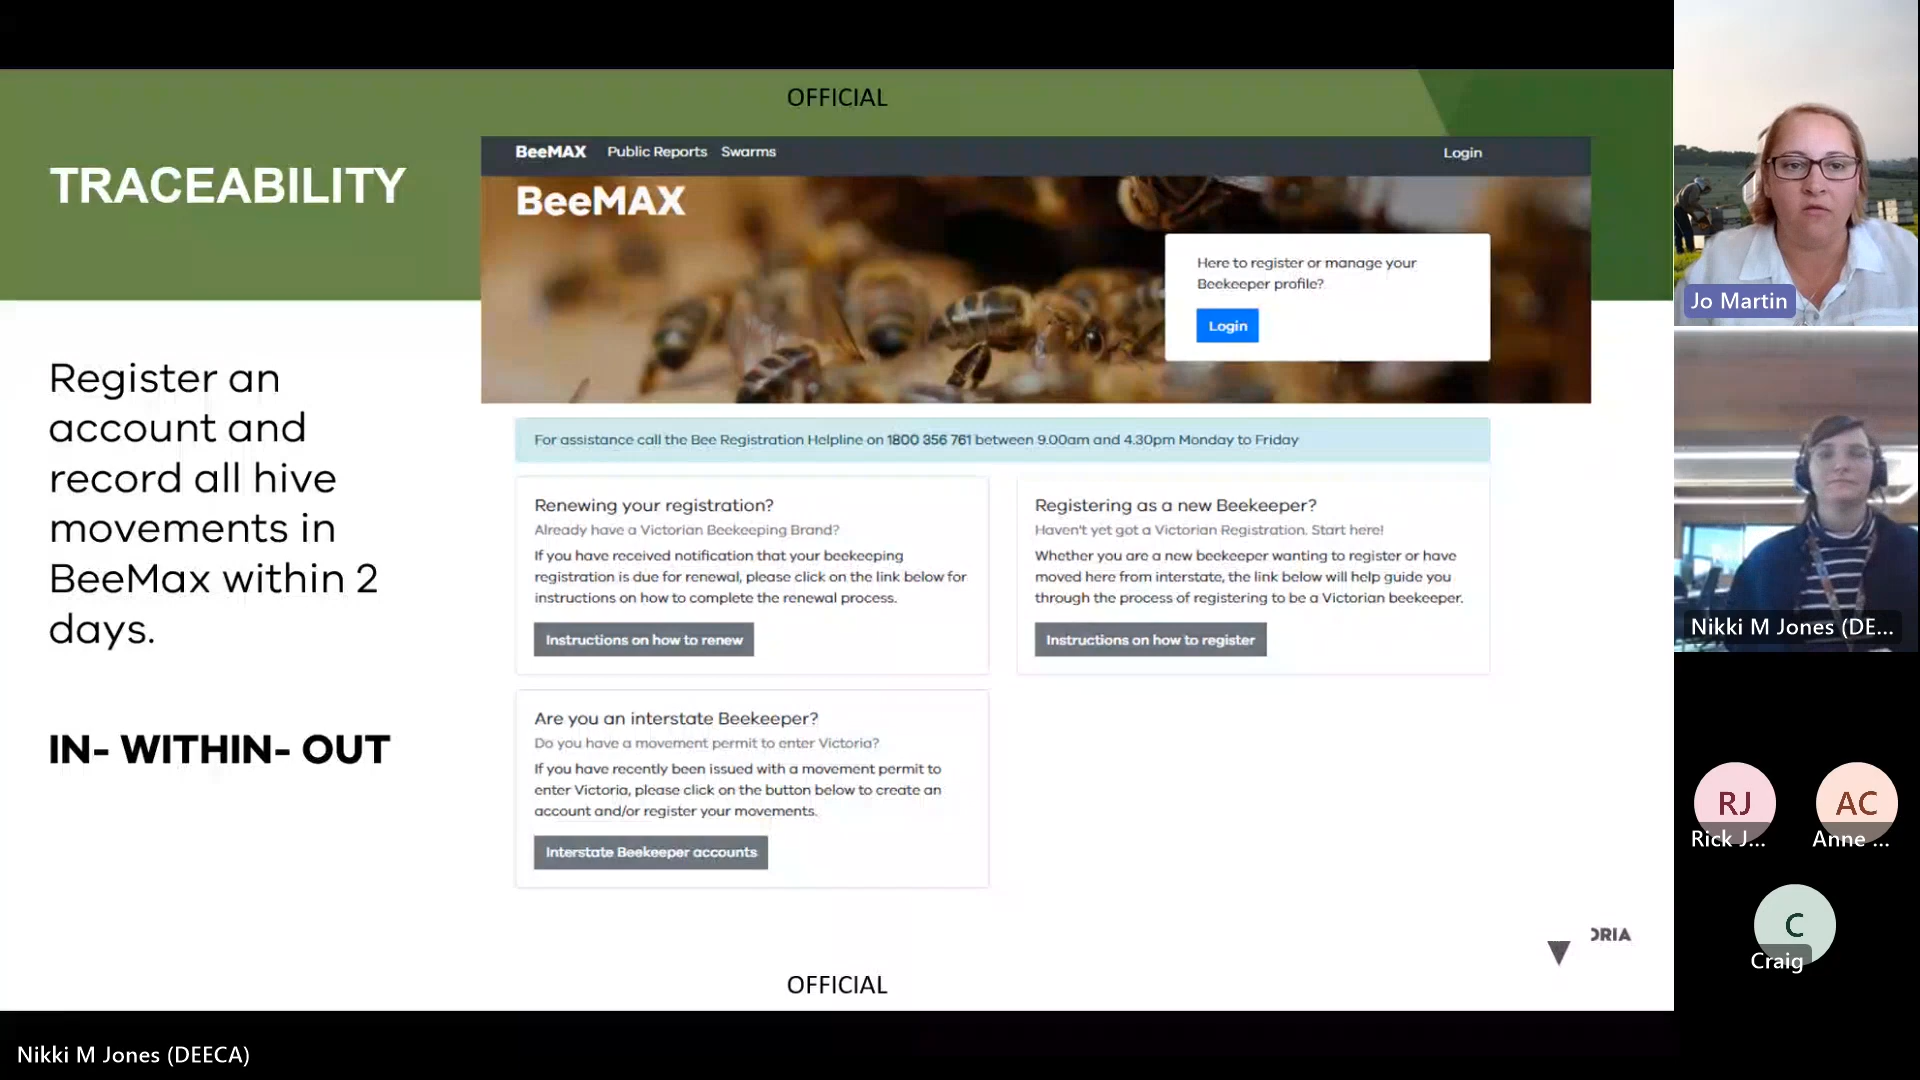 OFFICIAL
TRACEABILITY
BeeMAX Public Reports Swarms Login
BeeMAX
Here to register or manage your
Beekeeper profile?
Login
Register an
account and
record all hive
movements in
BeeMax within 2
days.
IN- WITHIN- OUT
For assistance call the Bee Registration Helpline on 1800 356 761 between 9.00am and 4.30pm Monday to Friday
Renewing your registration?
Already have a Victorian Beekeeping Brand?
If you have received notification that your beekeeping
registration is due for renewal, please click on the link below for
instructions on how to complete the renewal process.
Instructions on how to renew
Registering as a new Beekeeper?
Haven't yet got a Victorian Registration. Start here!
Whether you are a new beekeeper wanting to register or have
moved here from interstate, the link below will help guide you
through the process of registering to be a Victorian beekeeper.
Instructions on how to register
Are you an interstate Beekeeper?
Do you have a movement permit to enter Victoria?
If you have recently been issued with a movement permit to
enter Victoria, please click on the button below to create an
account and/or register your movements.
Interstate Beekeeper accounts
ORIA
OFFICIAL
Nikki M Jones (DEECA)
Jo Martin
Nikki M Jones (DE...
RJ
Rick J...
AC
Anne ...
C
Craig